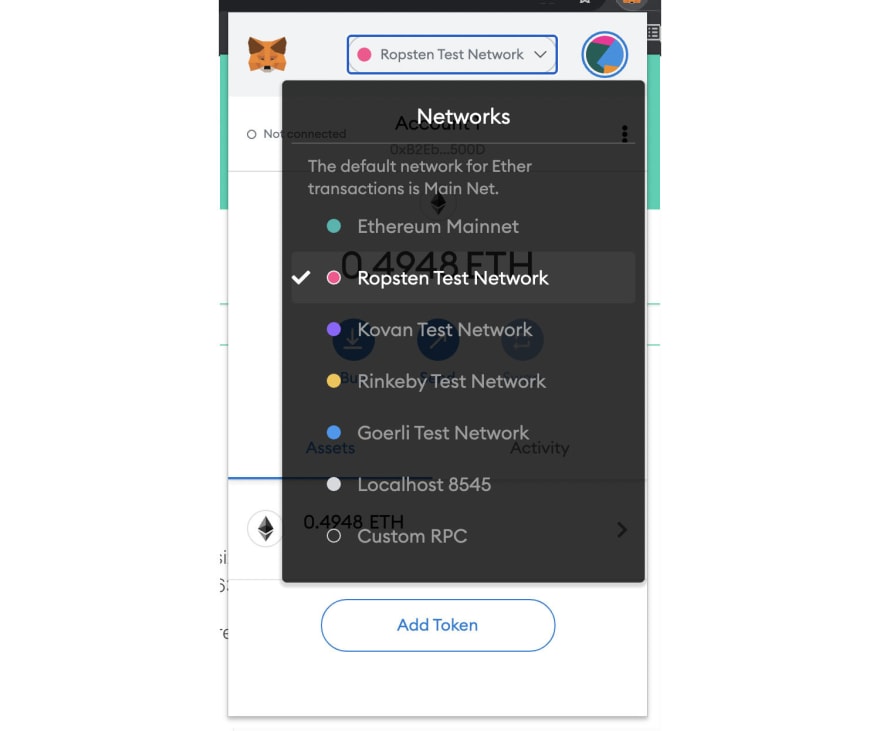 Ropsten Test Network
Networks
Account 1
Not connected
0xB2Eb...500D
The default network for Ether
transactions is Main Net.
Ethereum Mainnet
0.4948 ETH
Ropsten Test Network
Kovan Test Network
Rinkeby Test Network
Goerli Test Network
Assets
Activity
Localhost 8545
0.4948 ETH
Custom RPC
Add Token